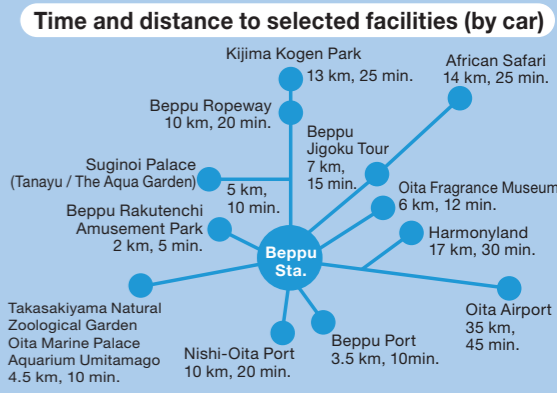 Time and distance to selected facilities (by car)
Kijima Kogen Park
13 km, 25 min.
African Safari
14 km, 25 min.
Beppu Ropeway
10 km, 20 min.
Beppu
Jigoku Tour
7 km,
15 min.
Suginoi Palace
(Tanayu / The Aqua Garden)
5 km,
10 min.
Oita Fragrance Museum
6 km, 12 min.
Beppu Rakutenchi
Amusement Park
2 km, 5 min.
Harmonyland
17 km, 30 min.
Beppu
Sta.
Takasakiyama Natural
Zoological Garden
Oita Marine Palace
Aquarium Umitamago
4.5 km, 10 min.
Nishi-Oita Port
10 km, 20 min.
Beppu Port
3.5 km, 10min.
Oita Airport
35 km,
45 min.